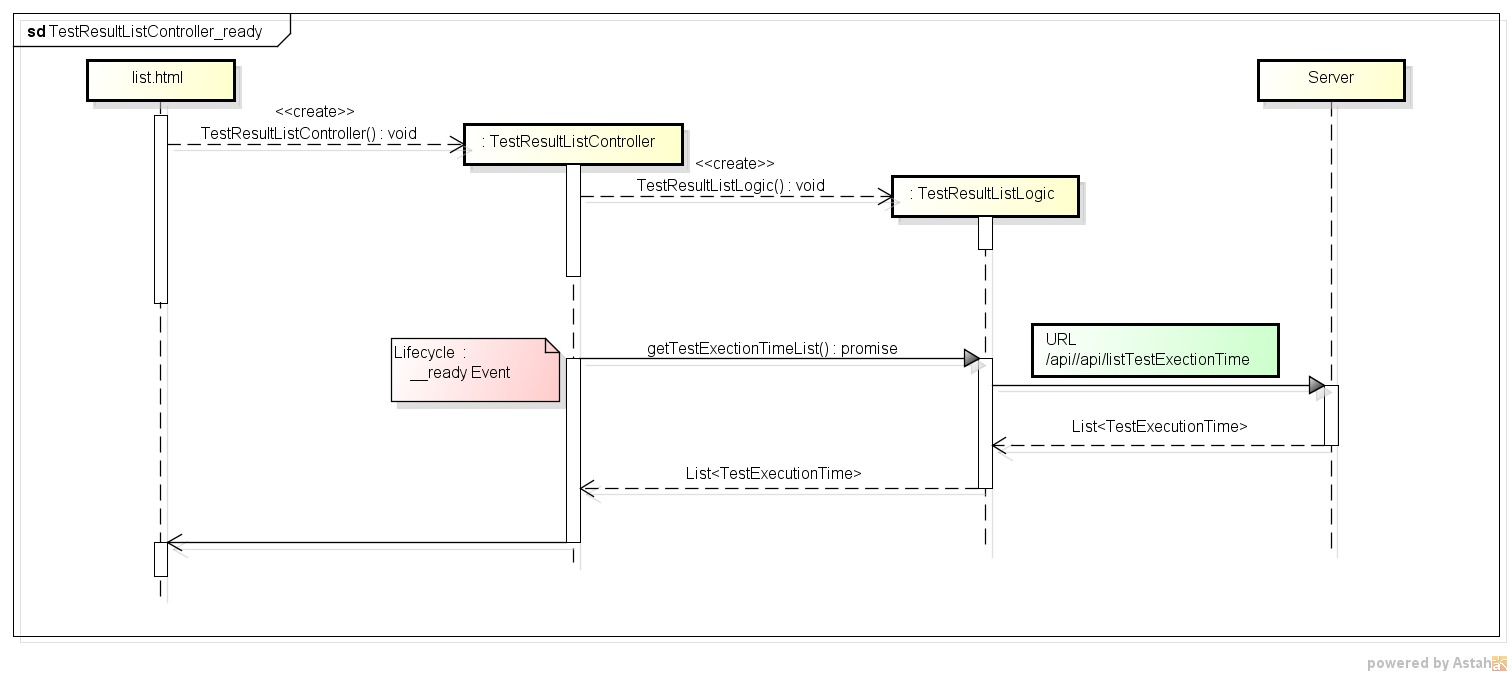 sd TestResultListController_ready
list.html
Server
<<create>>
TestResultListController() : void
: TestResultListController
<<create>>
TestResultListLogic() : void
: TestResultListLogic
Lifecycle :
__ready Event
getTestExectionTimeList() : promise
URL
/api//api/listTestExectionTime
List<TestExecutionTime>
List<TestExecutionTime>
powered by Astah